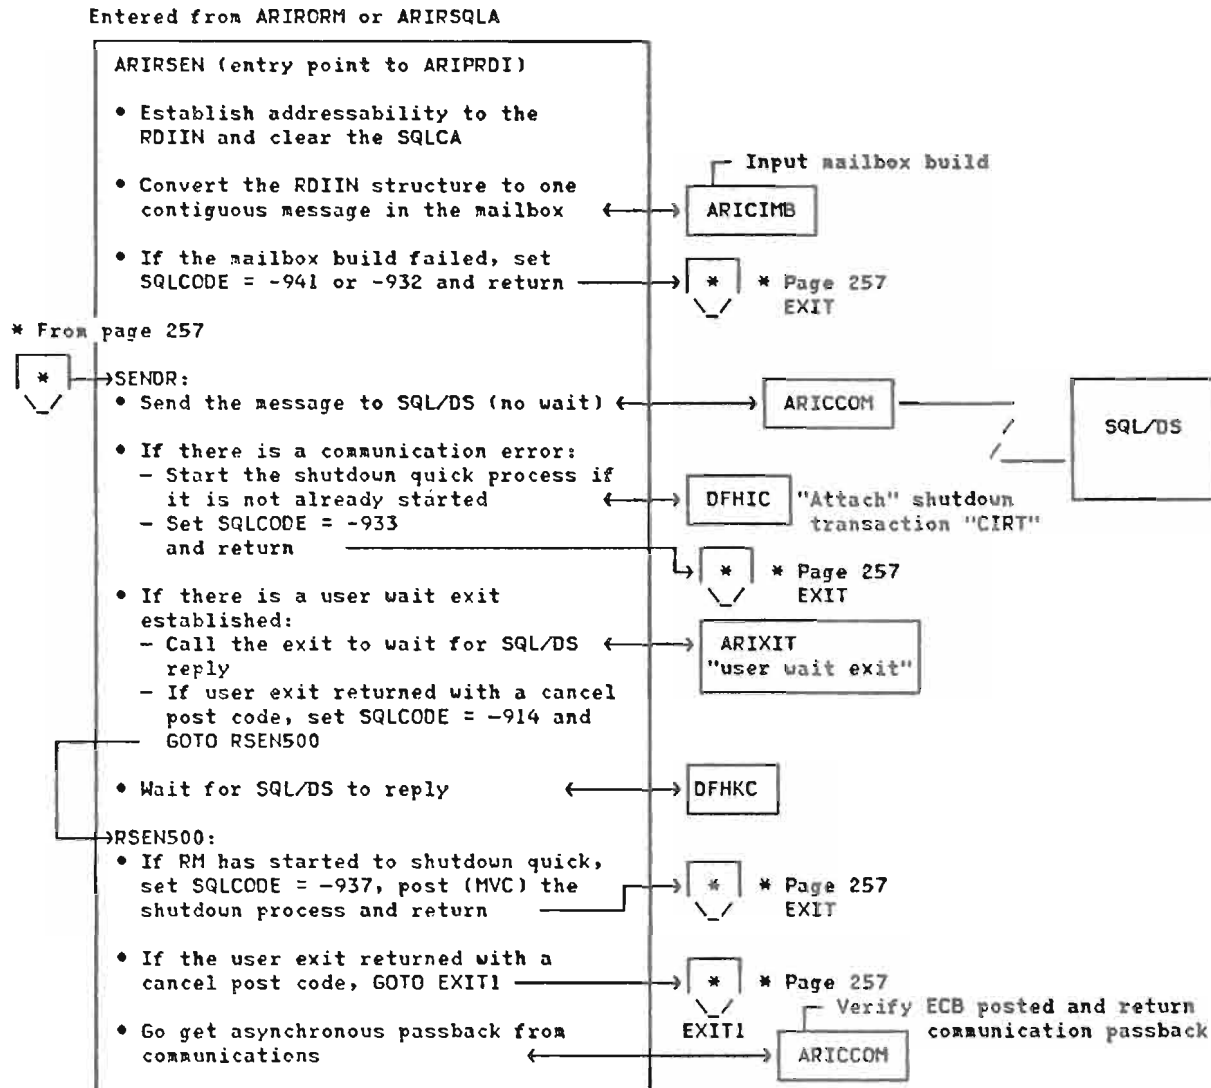 Entered from ARIRORM or ARIRSQLA
ARIRSEN (entry point to ARIPRDI)
• Establish addressability to the
RDIIN and clear the SQLCA
Input mailbox build
• Convert the RDIIN structure to one
contiguous message in the mailbox
ARICIMB
• If the mailbox build failed, set
SQLCODE = -941 or -932 and return
* * Page 257
EXIT
* From page 257
*
SENDR:
• Send the message to SQL/DS (no wait)
ARICCOM
SQL/DS
• If there is a communication error:
— Start the shutdown quick process if
it is not already started
DFHIC "Attach" shutdown
transaction "CIRT"
— Set SQLCODE = -933
and return
* * Page 257
EXIT
• If there is a user wait exit
established:
— Call the exit to wait for SQL/DS
reply
ARIXIT
"user wait exit"
— If user exit returned with a cancel
post code, set SQLCODE = -914 and
GOTO RSEN500
• Wait for SQL/DS to reply
DFHKC
RSEN500:
• If RM has started to shutdown quick,
set SQLCODE = -937, post (MVC) the
shutdown process and return
* * Page 257
EXIT
• If the user exit returned with a
cancel post code, GOTO EXIT1
* * Page 257
EXIT1
Verify ECB posted and return
communication passback
• Go get asynchronous passback from
communications
ARICCOM